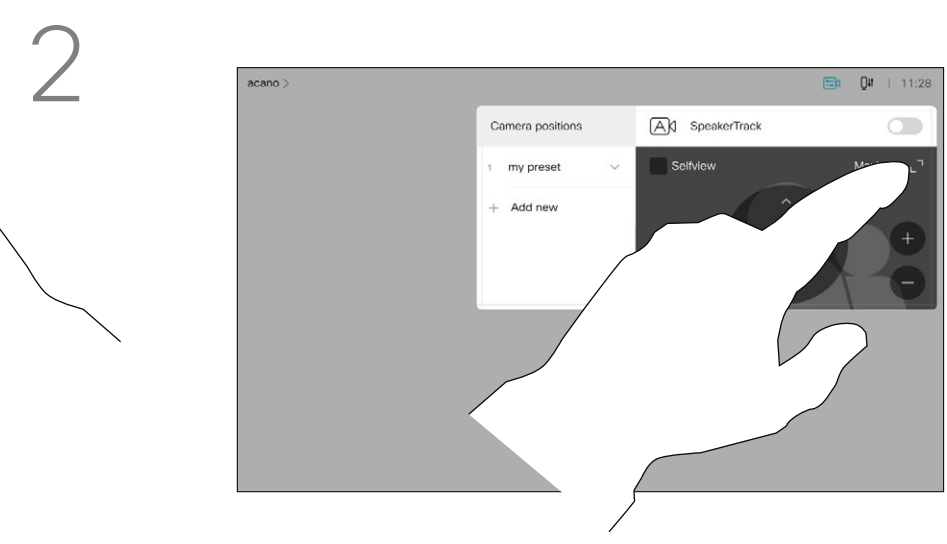 2
acano >
11:28
Camera positions
SpeakerTrack
1 my preset
Selfview
+ Add new
+
−